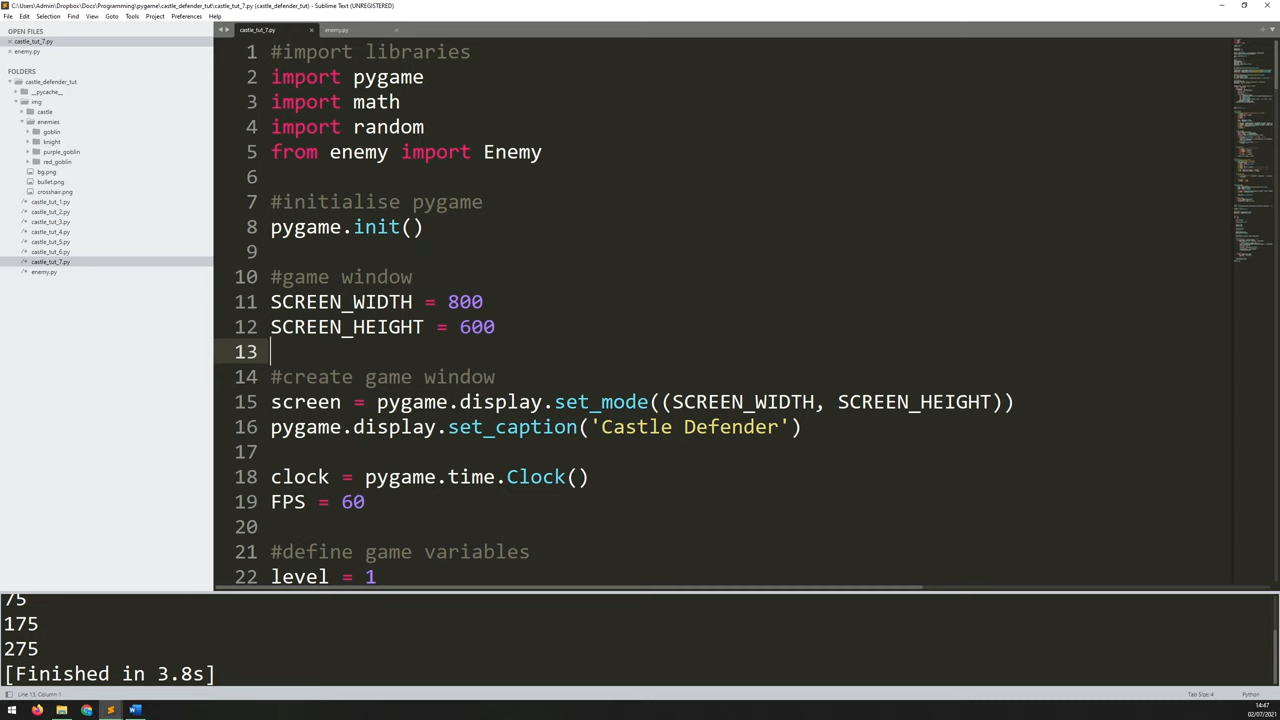 C:\Users\Admin\Dropbox\Docs\Programming\pygame\castle_defender_tut\castle_tut_7.py (castle_defender_tut) - Sublime Text (UNREGISTERED)
File Edit Selection Find View Goto Tools Project Preferences Help
OPEN FILES
castle_tut_7.py
enemy.py
FOLDERS
castle_defender_tut
__pycache__
img
castle
enemies
goblin
knight
purple_goblin
red_goblin
bg.png
bullet.png
crosshair.png
castle_tut_1.py
castle_tut_2.py
castle_tut_3.py
castle_tut_4.py
castle_tut_5.py
castle_tut_6.py
castle_tut_7.py
enemy.py
castle_tut_7.py enemy.py
1 #import libraries
2 import pygame
3 import math
4 import random
5 from enemy import Enemy
6
7 #initialise pygame
8 pygame.init()
9
10 #game window
11 SCREEN_WIDTH = 800
12 SCREEN_HEIGHT = 600
13
14 #create game window
15 screen = pygame.display.set_mode((SCREEN_WIDTH, SCREEN_HEIGHT))
16 pygame.display.set_caption('Castle Defender')
17
18 clock = pygame.time.Clock()
19 FPS = 60
20
21 #define game variables
22 level = 1
75
175
275
[Finished in 3.8s]
Line 13, Column 1 Tab Size: 4 Python
14:47
02/07/2021